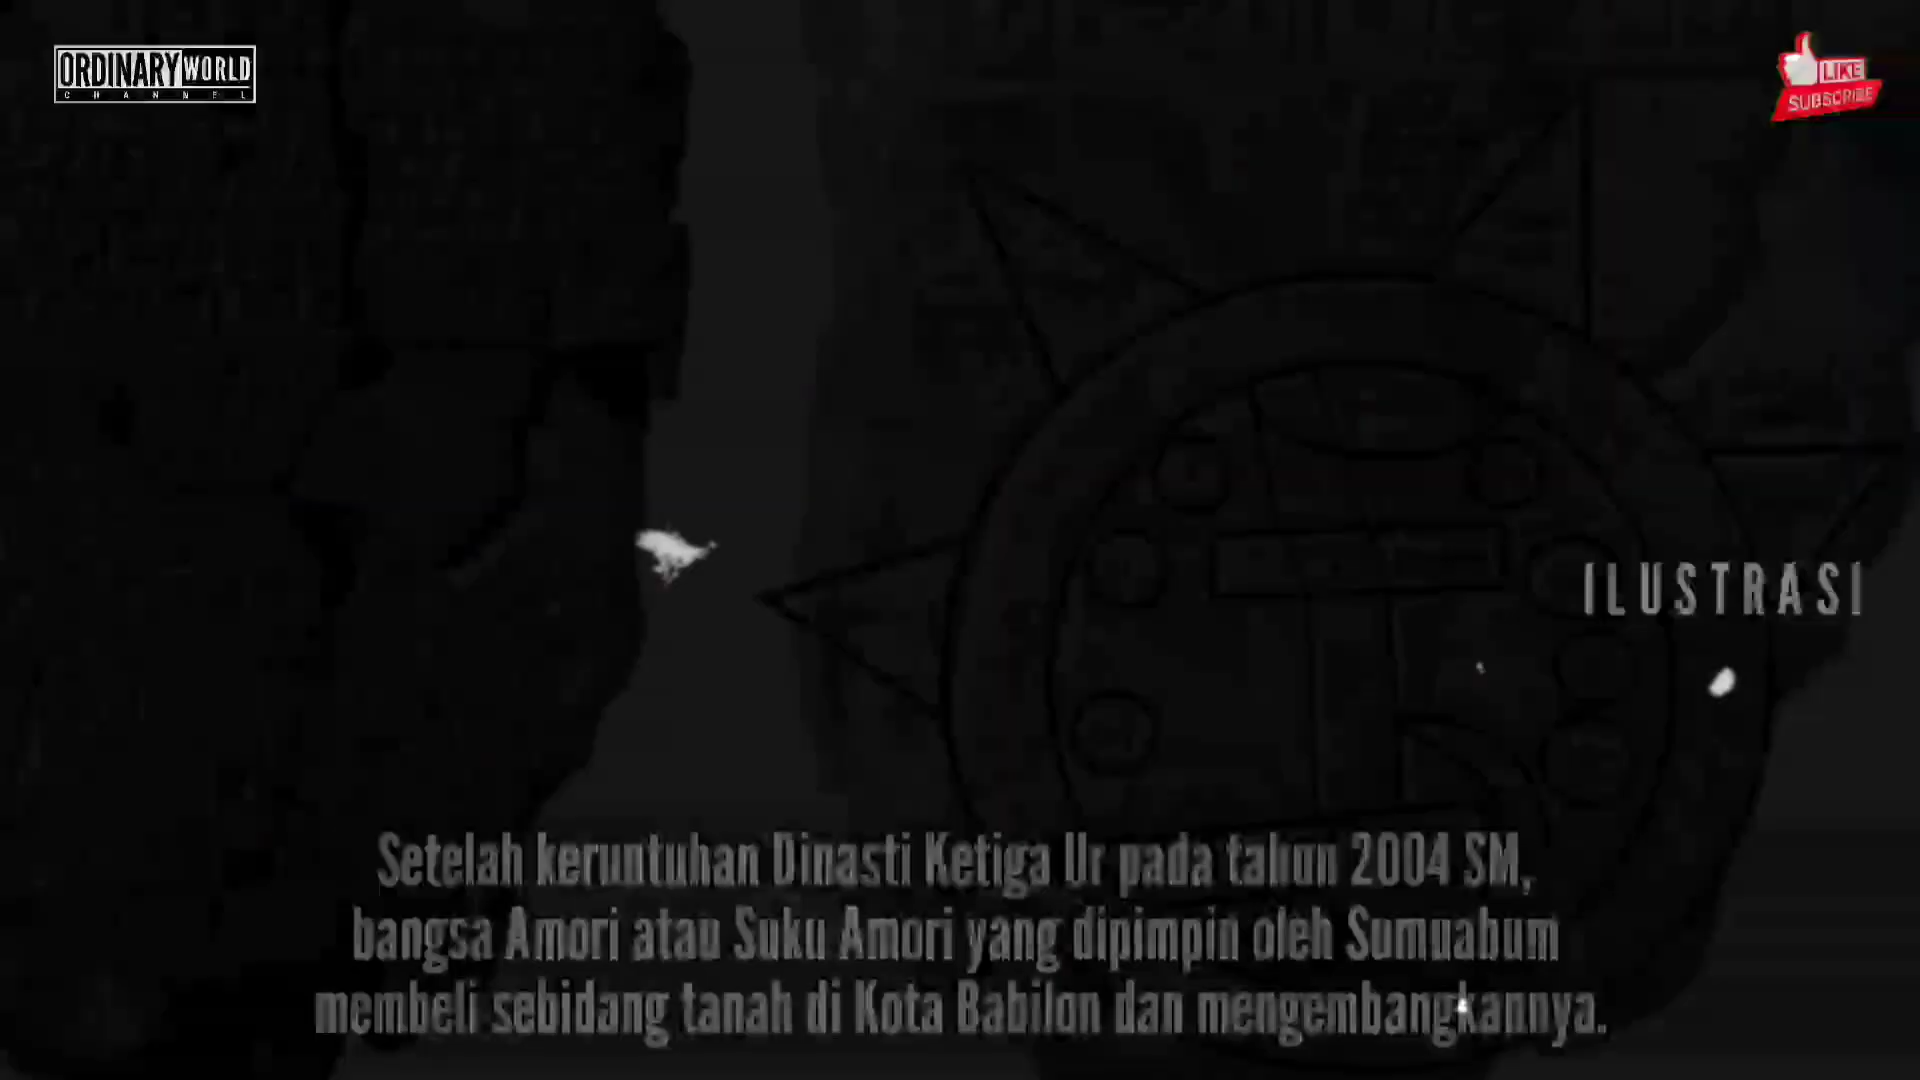 ORDINARY WORLD
CHANNEL
LIKE
SUBSCRIBE
ILUSTRASI
Setelah keruntuhan Dinasti Ketiga Ur pada tahun 2004 SM,
bangsa Amori atau Suku Amori yang dipimpin oleh Sumuabum
membeli sebidang tanah di Kota Babilon dan mengembangkannya.